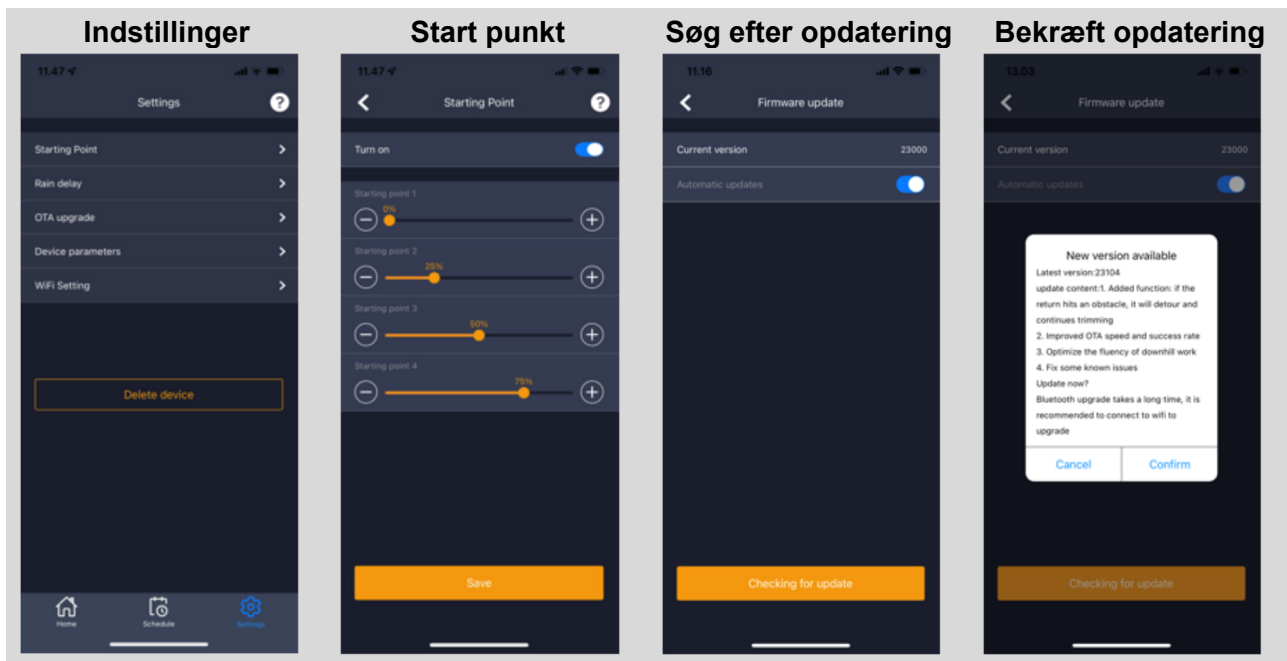 Indstillinger
11.47
Settings
?
Starting Point
Rain delay
OTA upgrade
Device parameters
WiFi Setting
Delete device
Home
Schedule
Settings
Start punkt
11.47
Starting Point
?
Turn on
Starting point 1
0%
Starting point 2
25%
Starting point 3
50%
Starting point 4
75%
Save
Søg efter opdatering
11.16
Firmware update
Current version 23000
Automatic updates
Checking for update
Bekræft opdatering
13.03
Firmware update
Current version 23000
Automatic updates
New version available
Latest version:23104
update content:1. Added function: if the
return hits an obstacle, it will detour and
continues trimming
2. Improved OTA speed and success rate
3. Optimize the fluency of downhill work
4. Fix some known issues
Update now?
Bluetooth upgrade takes a long time, it is
recommended to connect to wifi to
upgrade
Cancel Confirm
Checking for update